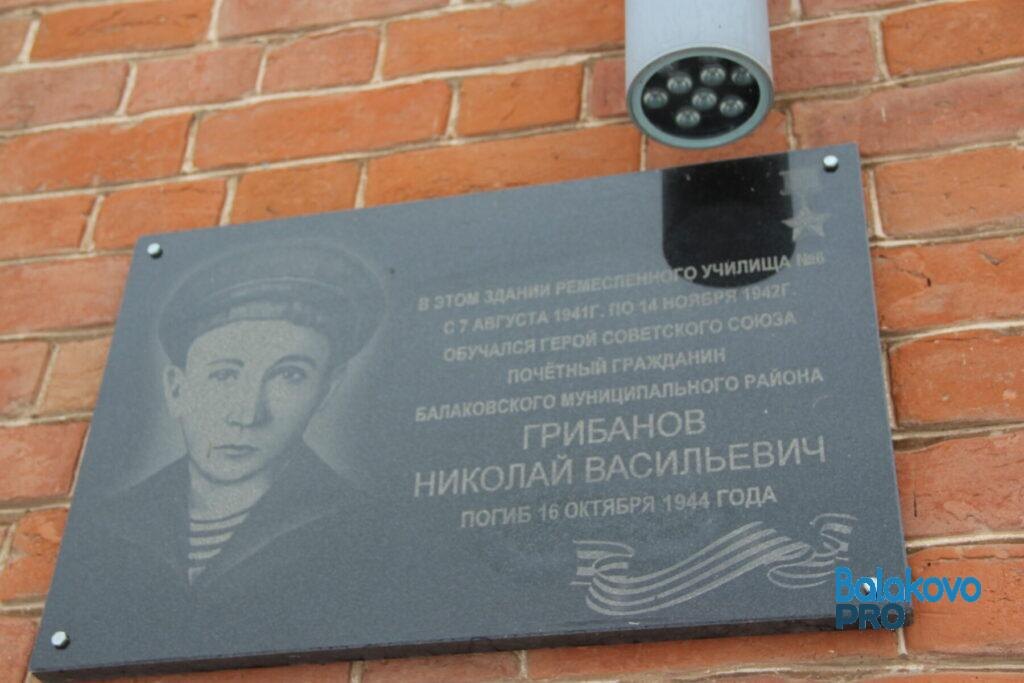 В ЭТОМ ЗДАНИИ РЕМЕСЛЕННОГО УЧИЛИЩА №6
С 7 АВГУСТА 1941Г. ПО 14 НОЯБРЯ 1942Г.
ОБУЧАЛСЯ ГЕРОЙ СОВЕТСКОГО СОЮЗА
ПОЧЁТНЫЙ ГРАЖДАНИН
БАЛАКОВСКОГО МУНИЦИПАЛЬНОГО РАЙОНА
ГРИБАНОВ
НИКОЛАЙ ВАСИЛЬЕВИЧ
ПОГИБ 16 ОКТЯБРЯ 1944 ГОДА
Balakovo
PRO